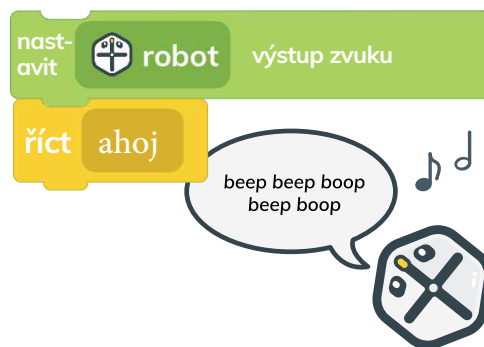 nast-
avit robot výstup zvuku
říct ahoj
beep beep boop
beep boop